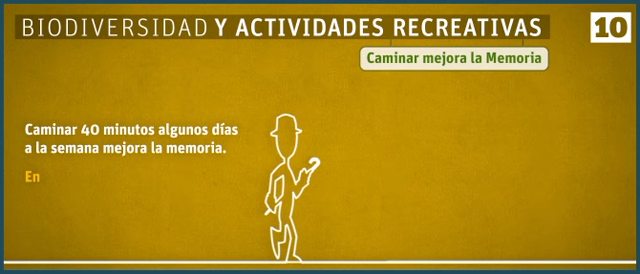 BIODIVERSIDAD Y ACTIVIDADES RECREATIVAS
10
Caminar mejora la Memoria
Caminar 40 minutos algunos días
a la semana mejora la memoria.
En